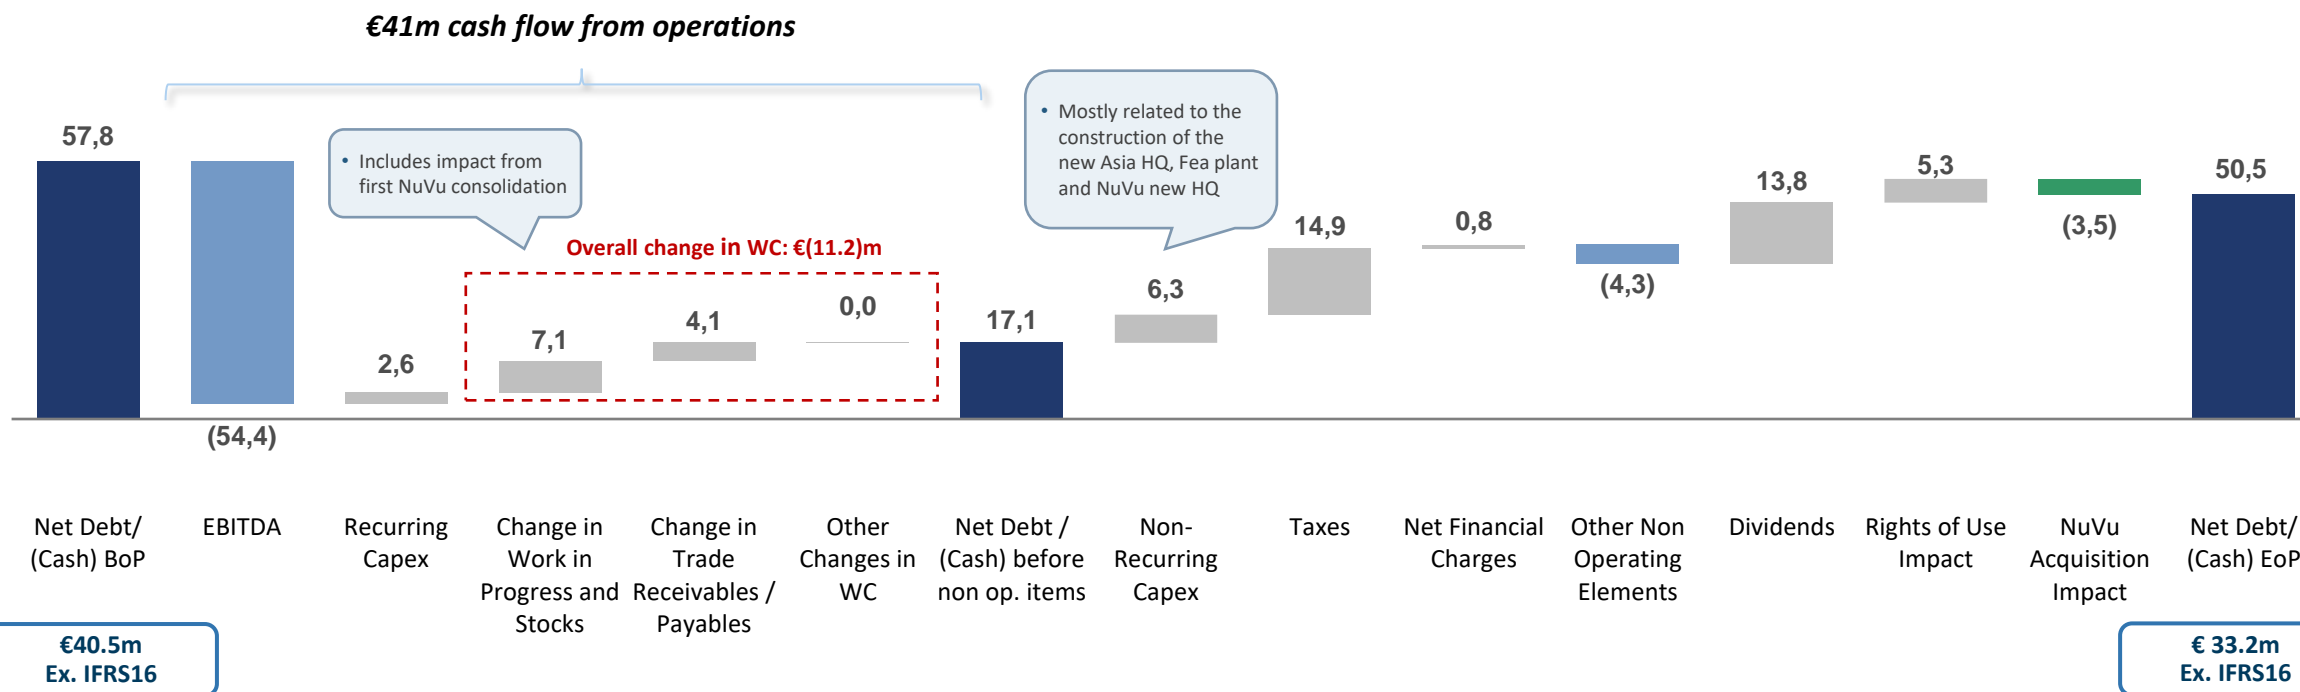 €41m cash flow from operations
57,8
• Includes impact from
first NuVu consolidation
• Mostly related to the
construction of the
new Asia HQ, Fea plant
and NuVu new HQ
Overall change in WC: €(11.2)m
(54,4)
2,6
7,1
4,1
0,0
17,1
6,3
14,9
0,8
(4,3)
13,8
5,3
(3,5)
50,5
Net Debt/
(Cash) BoP
EBITDA
Recurring
Capex
Change in
Work in
Progress and
Stocks
Change in
Trade
Receivables /
Payables
Other
Changes in
WC
Net Debt /
(Cash) before
non op. items
Non-
Recurring
Capex
Taxes
Net Financial
Charges
Other Non
Operating
Elements
Dividends
Rights of Use
Impact
NuVu
Acquisition
Impact
Net Debt/
(Cash) EoP
€40.5m
Ex. IFRS16
€ 33.2m
Ex. IFRS16